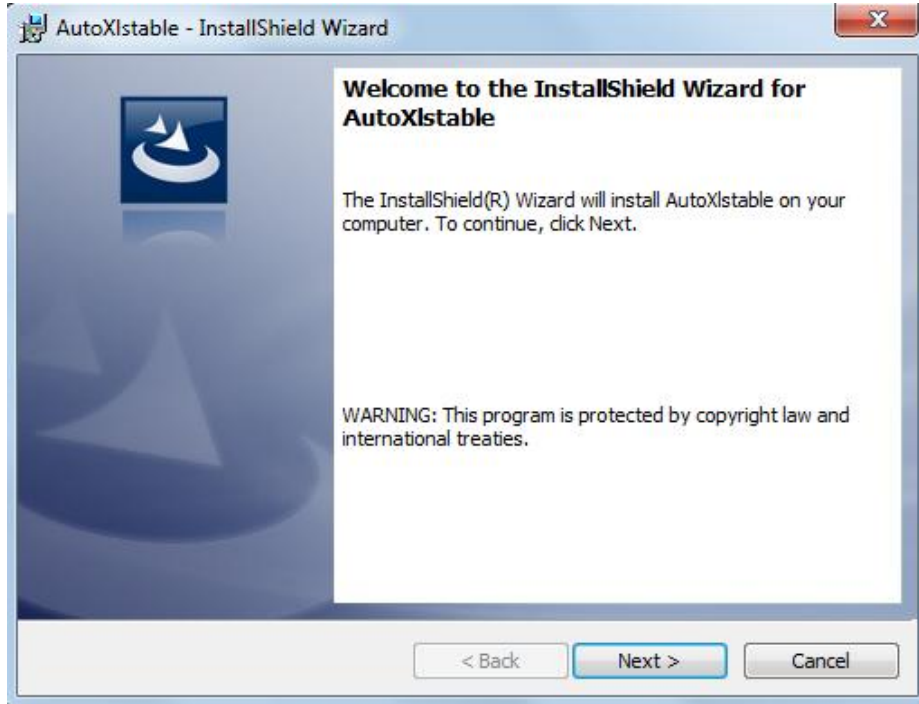 AutoXlstable - InstallShield Wizard
Welcome to the InstallShield Wizard for
AutoXlstable
The InstallShield(R) Wizard will install AutoXlstable on your
computer. To continue, click Next.
WARNING: This program is protected by copyright law and
international treaties.
< Back
Next >
Cancel